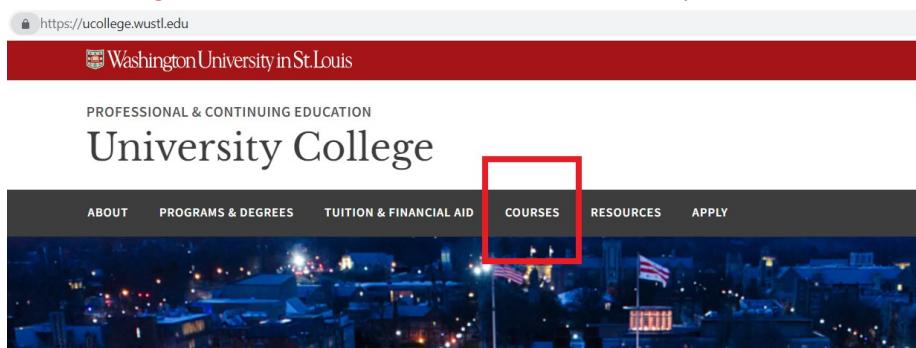 https://ucollege.wustl.edu
Washington University in St. Louis
PROFESSIONAL & CONTINUING EDUCATION
University College
ABOUT PROGRAMS & DEGREES TUITION & FINANCIAL AID COURSES RESOURCES APPLY